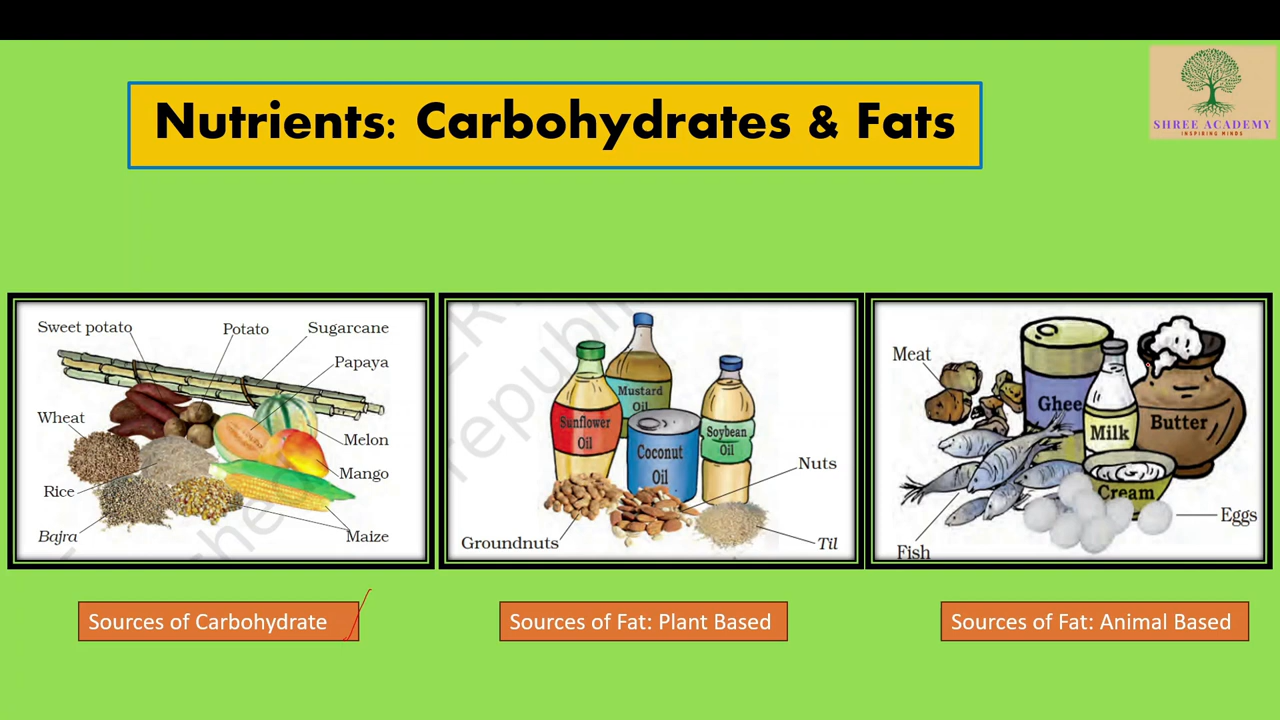 Nutrients: Carbohydrates & Fats
SHREE ACADEMY
INSPIRING MINDS
Sweet potato
Potato
Sugarcane
Papaya
Wheat
Melon
Mango
Rice
Bajra
Maize
Mustard
Oil
Sunflower
Oil
Coconut
Oil
Soybean
Oil
Nuts
Groundnuts
Til
republi
the
Meat
Ghee
Milk
Butter
Cream
Eggs
Fish
Sources of Carbohydrate
Sources of Fat: Plant Based
Sources of Fat: Animal Based